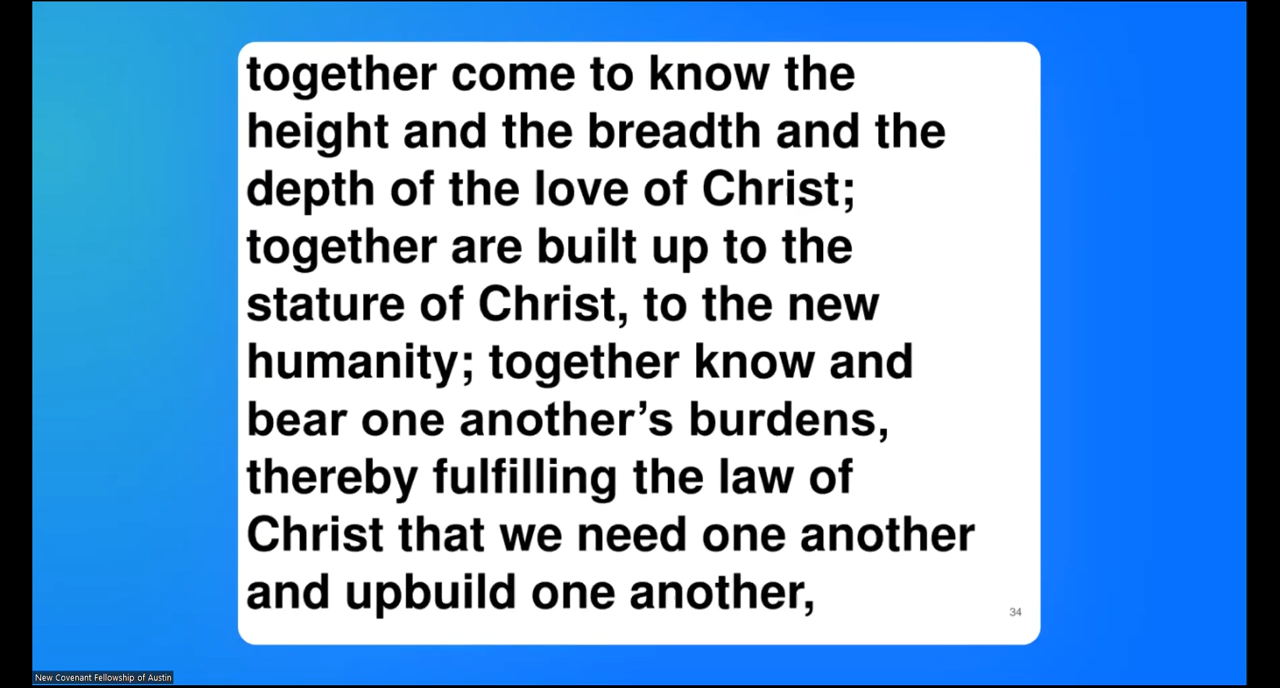 together come to know the
height and the breadth and the
depth of the love of Christ;
together are built up to the
stature of Christ, to the new
humanity; together know and
bear one another’s burdens,
thereby fulfilling the law of
Christ that we need one another
and upbuild one another,
34
New Covenant Fellowship of Austin